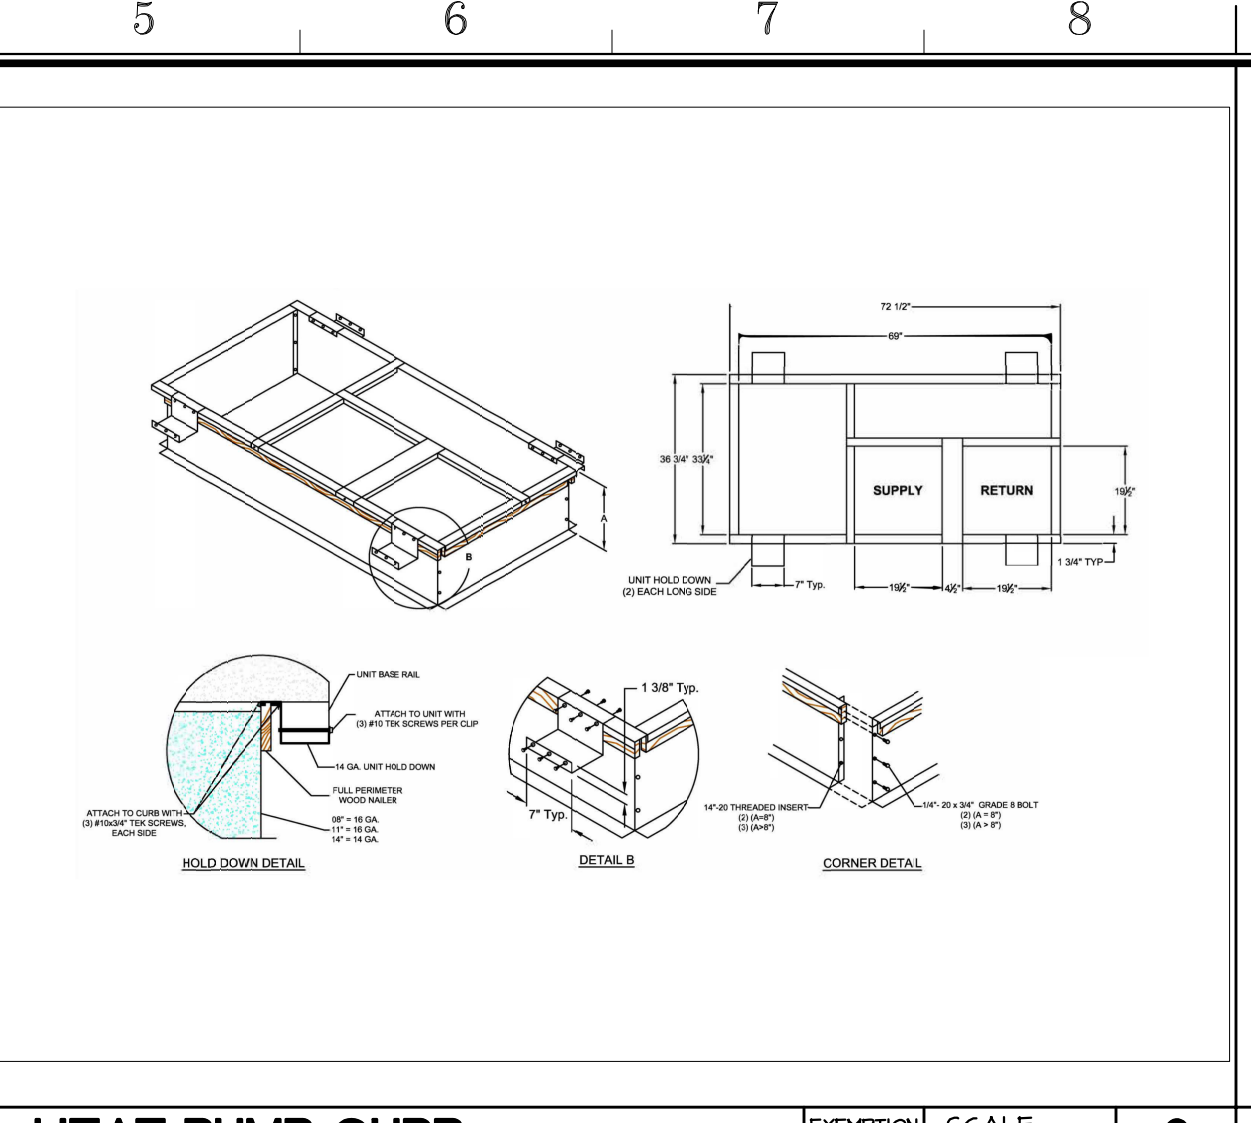 5 6 7 8
72 1/2"
69"
36 3/4' 33¼"
SUPPLY RETURN
19½"
1 3/4" TYP
UNIT HOLD DOWN
(2) EACH LONG SIDE
7" Typ.
19½" 4½" 19½"
A
B
UNIT BASE RAIL
ATTACH TO UNIT WITH
(3) #10 TEK SCREWS PER CLIP
14 GA. UNIT HOLD DOWN
FULL PERIMETER
WOOD NAILER
08" = 16 GA.
11" = 16 GA.
14" = 14 GA.
ATTACH TO CURB WITH
(3) #10x3/4" TEK SCREWS,
EACH SIDE
HOLD DOWN DETAIL
1 3/8" Typ.
7" Typ.
DETAIL B
14"-20 THREADED INSERT
(2) (A=8")
(3) (A>8")
1/4"- 20 x 3/4" GRADE 8 BOLT
(2) (A = 8")
(3) (A > 8")
CORNER DETAIL
HEAT PUMP CURB
EXEMPTION
SCALE